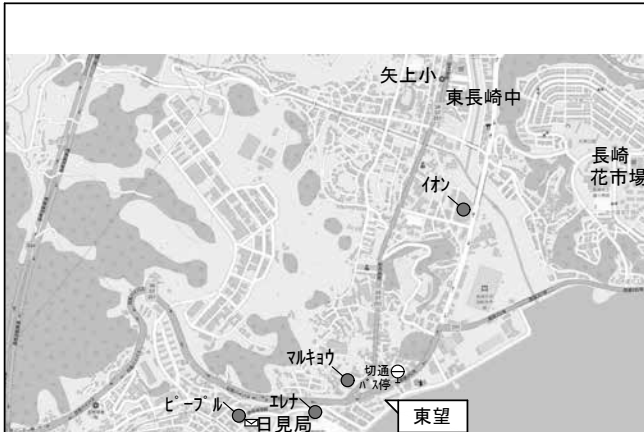 矢上小
東長崎中
長崎
花市場
イオン
マルキョウ
切通
バス停
ピープル
エレナ
日見局
東望